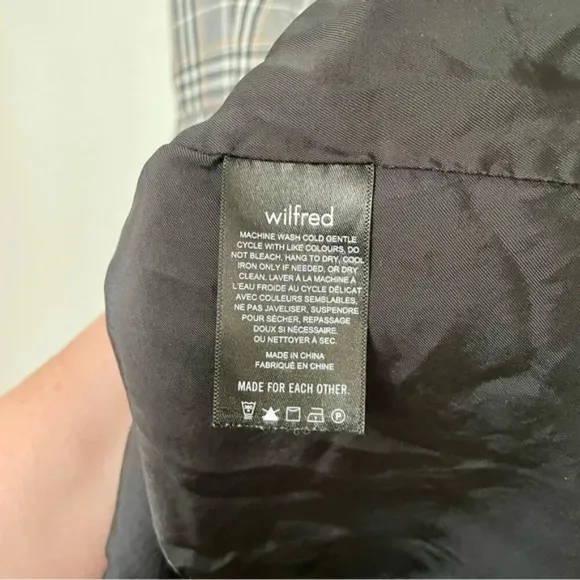 wilfred
MACHINE WASH COLD GENTLE
CYCLE WITH LIKE COLOURS, DO
NOT BLEACH. HANG TO DRY, COOL
IRON ONLY IF NEEDED, OR DRY
CLEAN. LAVER À LA MACHINE À
L'EAU FROIDE AU CYCLE DÉLICAT
AVEC COULEURS SEMBLABLES,
NE PAS JAVELISER, SUSPENDRE
POUR SÉCHER, REPASSAGE
DOUX SI NÉCESSAIRE
OU NETTOYER À SEC.
MADE IN CHINA
FABRIQUÉ EN CHINE
MADE FOR EACH OTHER.
P